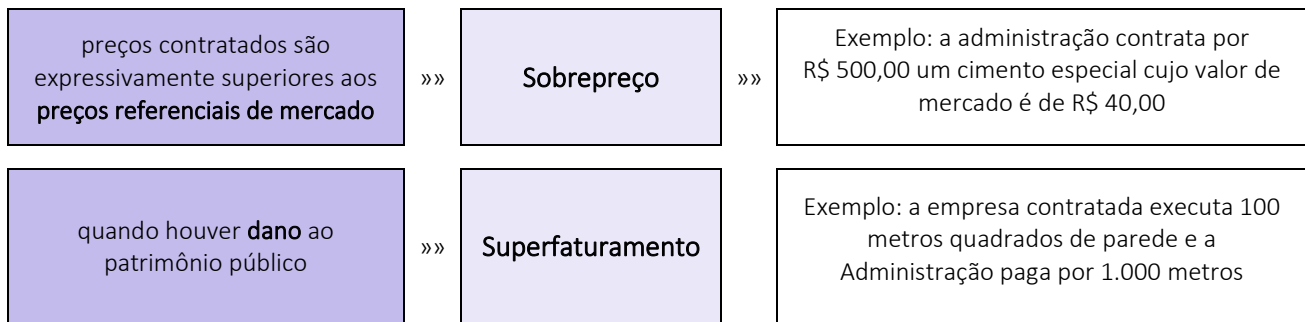 preços contratados são
expressivamente superiores aos
preços referenciais de mercado
»»
Sobrepreço
»»
Exemplo: a administração contrata por
R$ 500,00 um cimento especial cujo valor de
mercado é de R$ 40,00
quando houver dano ao
patrimônio público
»»
Superfaturamento
»»
Exemplo: a empresa contratada executa 100
metros quadrados de parede e a
Administração paga por 1.000 metros